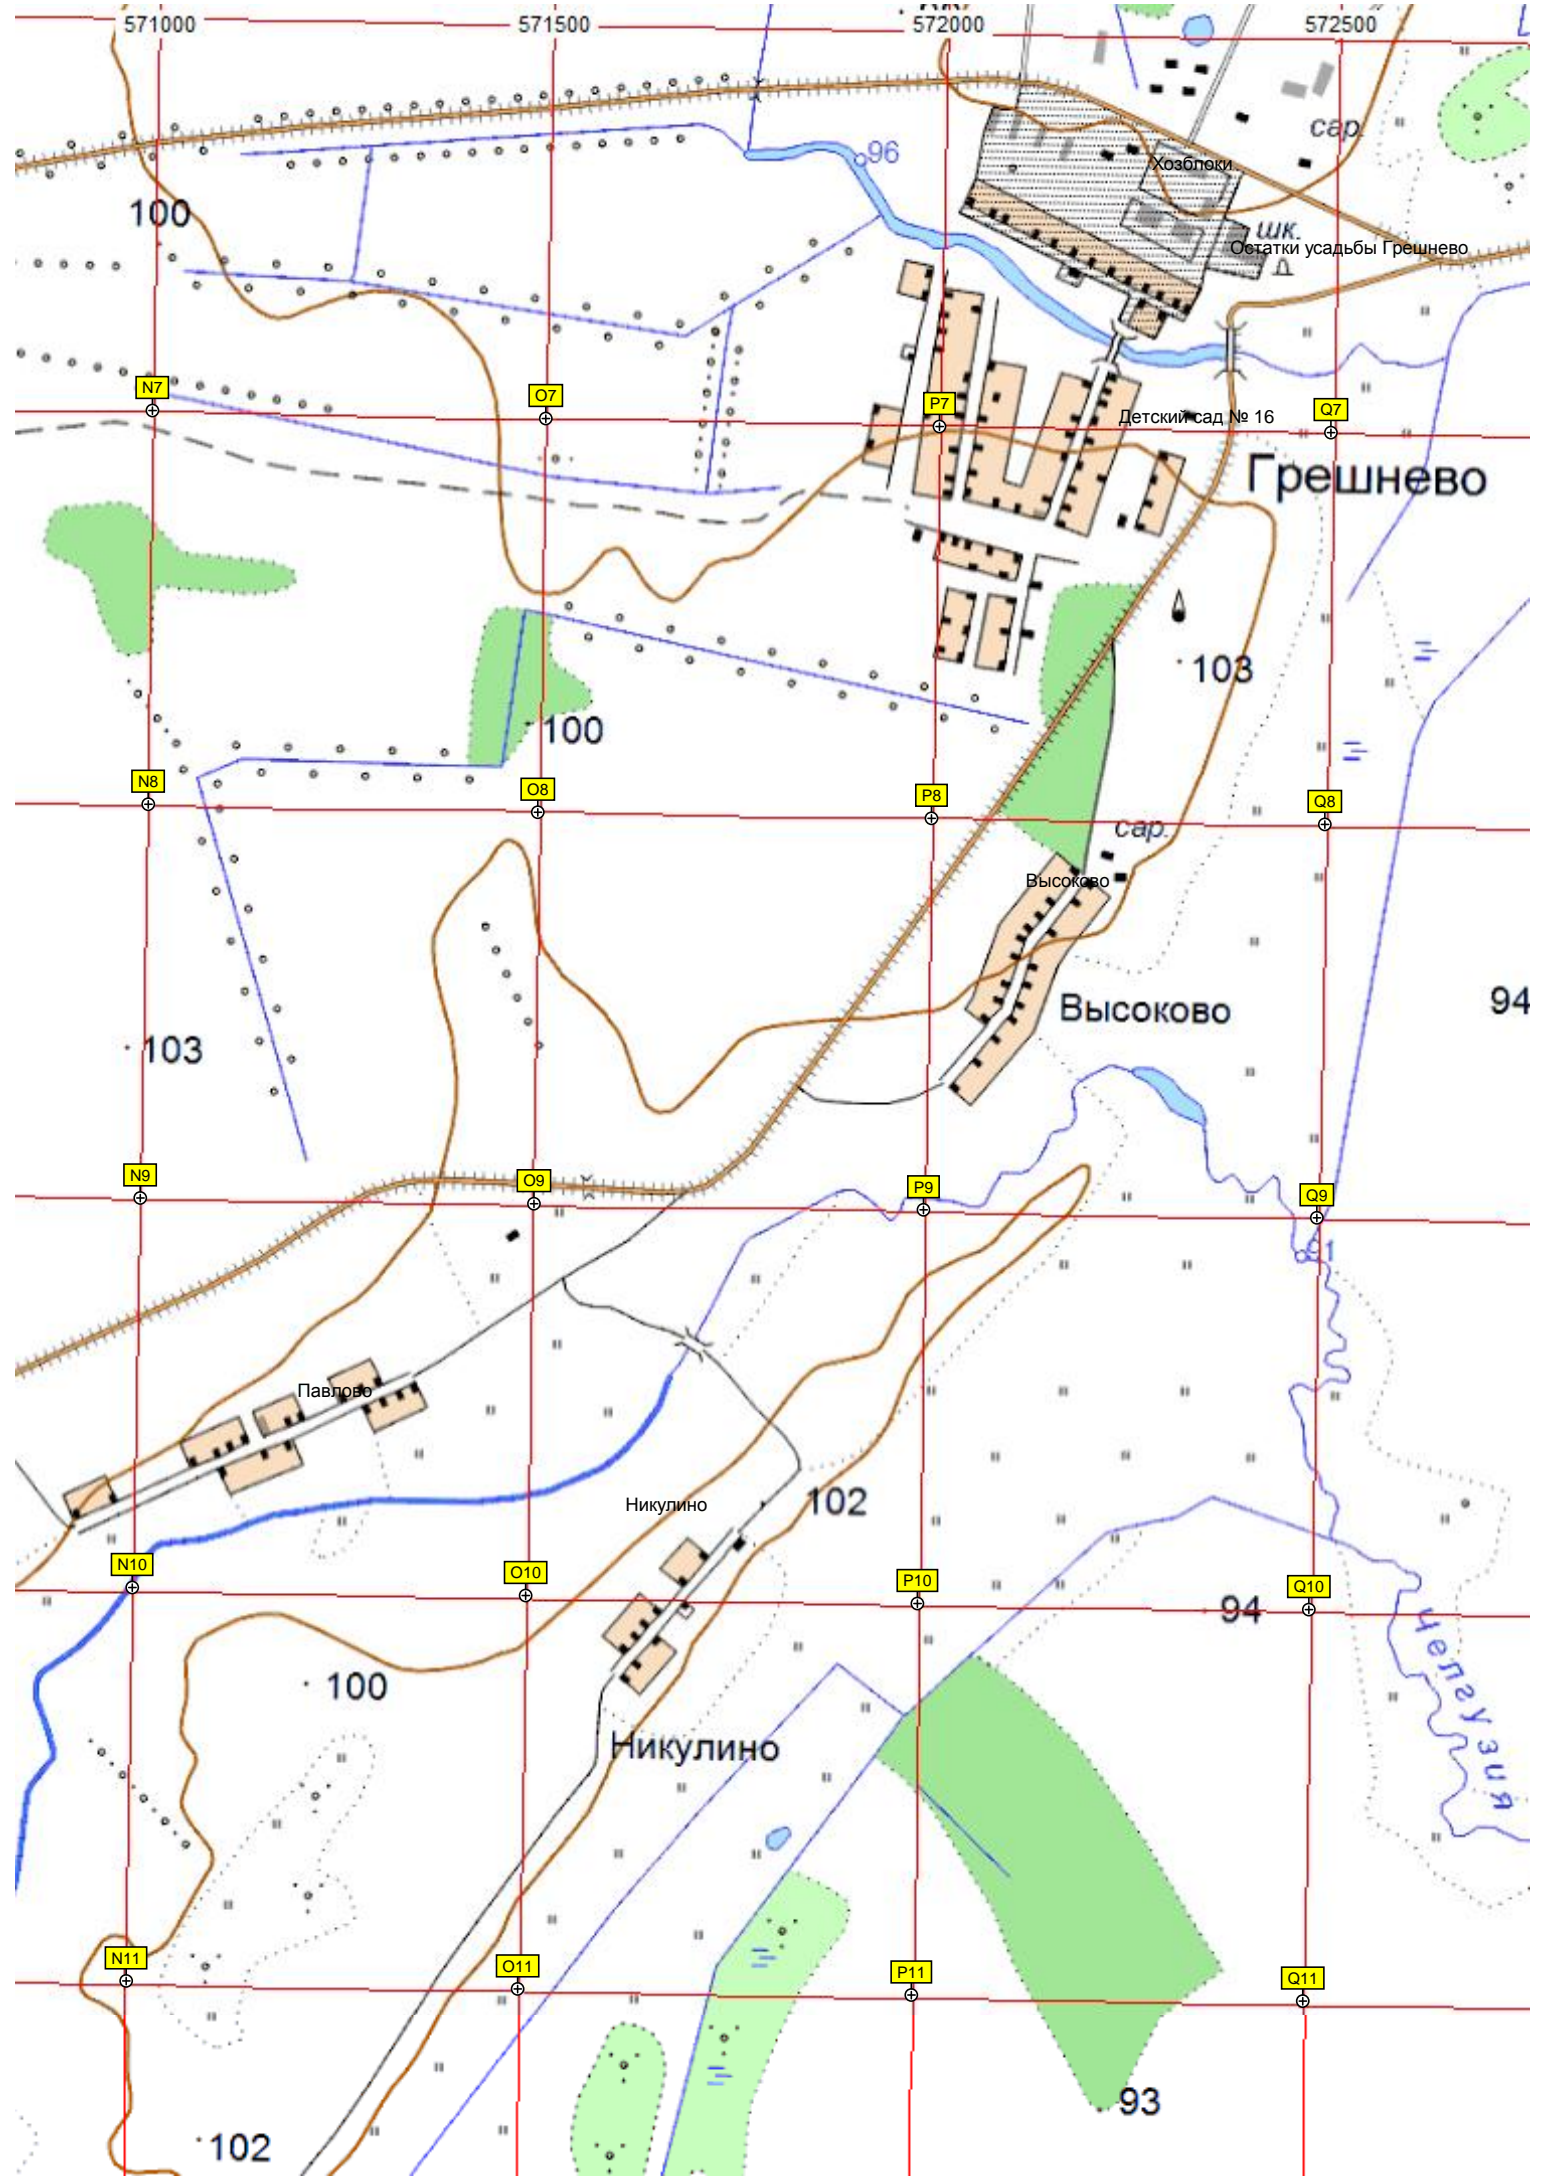 571000
571500
572000
572500
96
сар.
Хозблоки
100
шк.
Остатки усадьбы Грешнево
N7
O7
P7
Детский сад № 16
Q7
Грешнево
103
100
N8
O8
P8
Q8
сар.
Высоково
Высоково
94
103
N9
O9
P9
Q9
91
Павлово
Никулино
102
N10
O10
P10
Q10
94
Челгузия
100
Никулино
N11
O11
P11
Q11
93
102